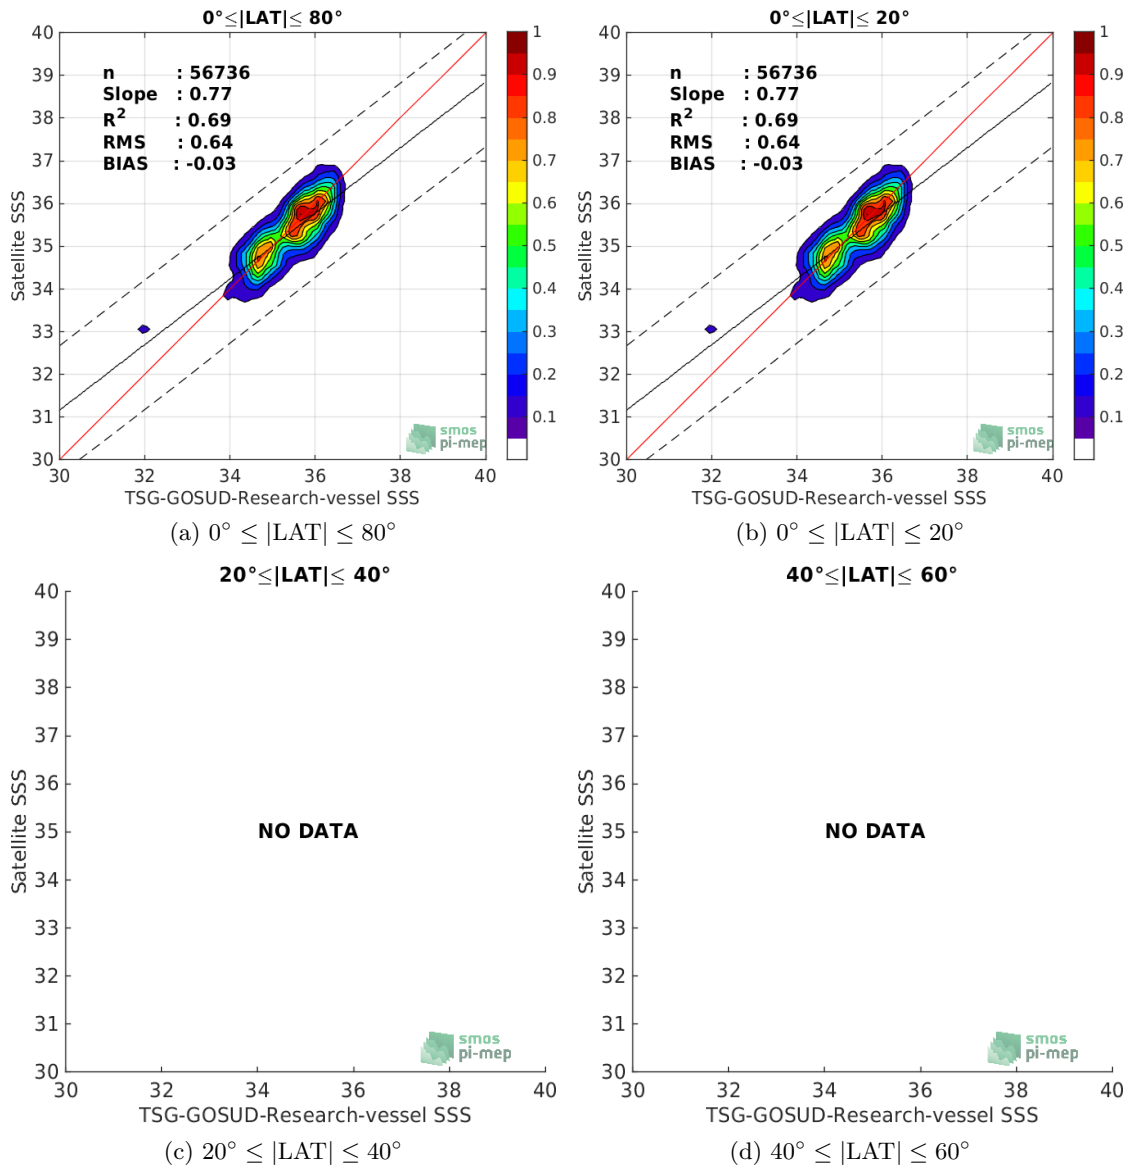 0°≤|LAT|≤ 80°
40
39
38
37
36
35
34
33
32
31
30
Satellite SSS
n : 56736
Slope : 0.77
R² : 0.69
RMS : 0.64
BIAS : -0.03
smos
pi-mep
30 32 34 36 38 40
TSG-GOSUD-Research-vessel SSS
1
0.9
0.8
0.7
0.6
0.5
0.4
0.3
0.2
0.1
(a) 0° ≤ |LAT| ≤ 80°
0°≤|LAT|≤ 20°
40
39
38
37
36
35
34
33
32
31
30
Satellite SSS
n : 56736
Slope : 0.77
R² : 0.69
RMS : 0.64
BIAS : -0.03
smos
pi-mep
30 32 34 36 38 40
TSG-GOSUD-Research-vessel SSS
1
0.9
0.8
0.7
0.6
0.5
0.4
0.3
0.2
0.1
(b) 0° ≤ |LAT| ≤ 20°
20°≤|LAT|≤ 40°
40
39
38
37
36
35
34
33
32
31
30
Satellite SSS
NO DATA
smos
pi-mep
30 32 34 36 38 40
TSG-GOSUD-Research-vessel SSS
(c) 20° ≤ |LAT| ≤ 40°
40°≤|LAT|≤ 60°
40
39
38
37
36
35
34
33
32
31
30
Satellite SSS
NO DATA
smos
pi-mep
30 32 34 36 38 40
TSG-GOSUD-Research-vessel SSS
(d) 40° ≤ |LAT| ≤ 60°